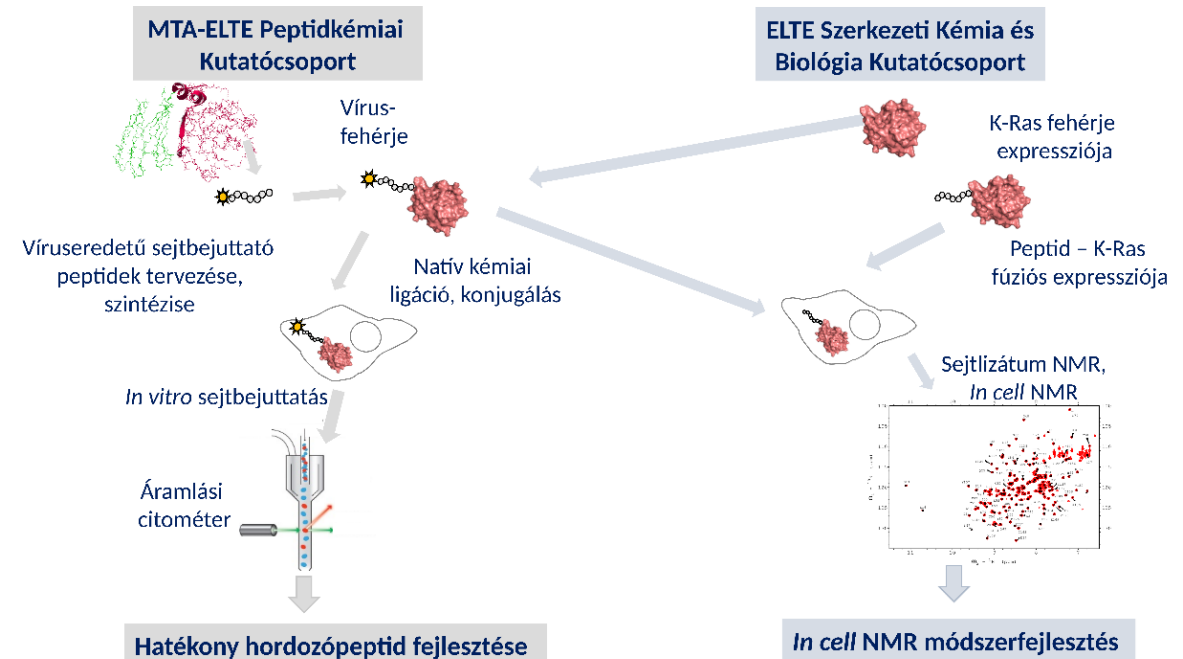 MTA-ELTE Peptidkémiai
Kutatócsoport
ELTE Szerkezeti Kémia és
Biológia Kutatócsoport
Vírus-
fehérje
K-Ras fehérje
expressziója
Víruseredetű sejtbejuttató
peptidek tervezése,
szintézise
Natív kémiai
ligáció, konjugálás
Peptid – K-Ras
fúziós expressziója
In vitro sejtbejuttatás
Sejtlizátum NMR,
In cell NMR
Áramlási
citométer
Hatékony hordozópeptid fejlesztése
In cell NMR módszerfejlesztés